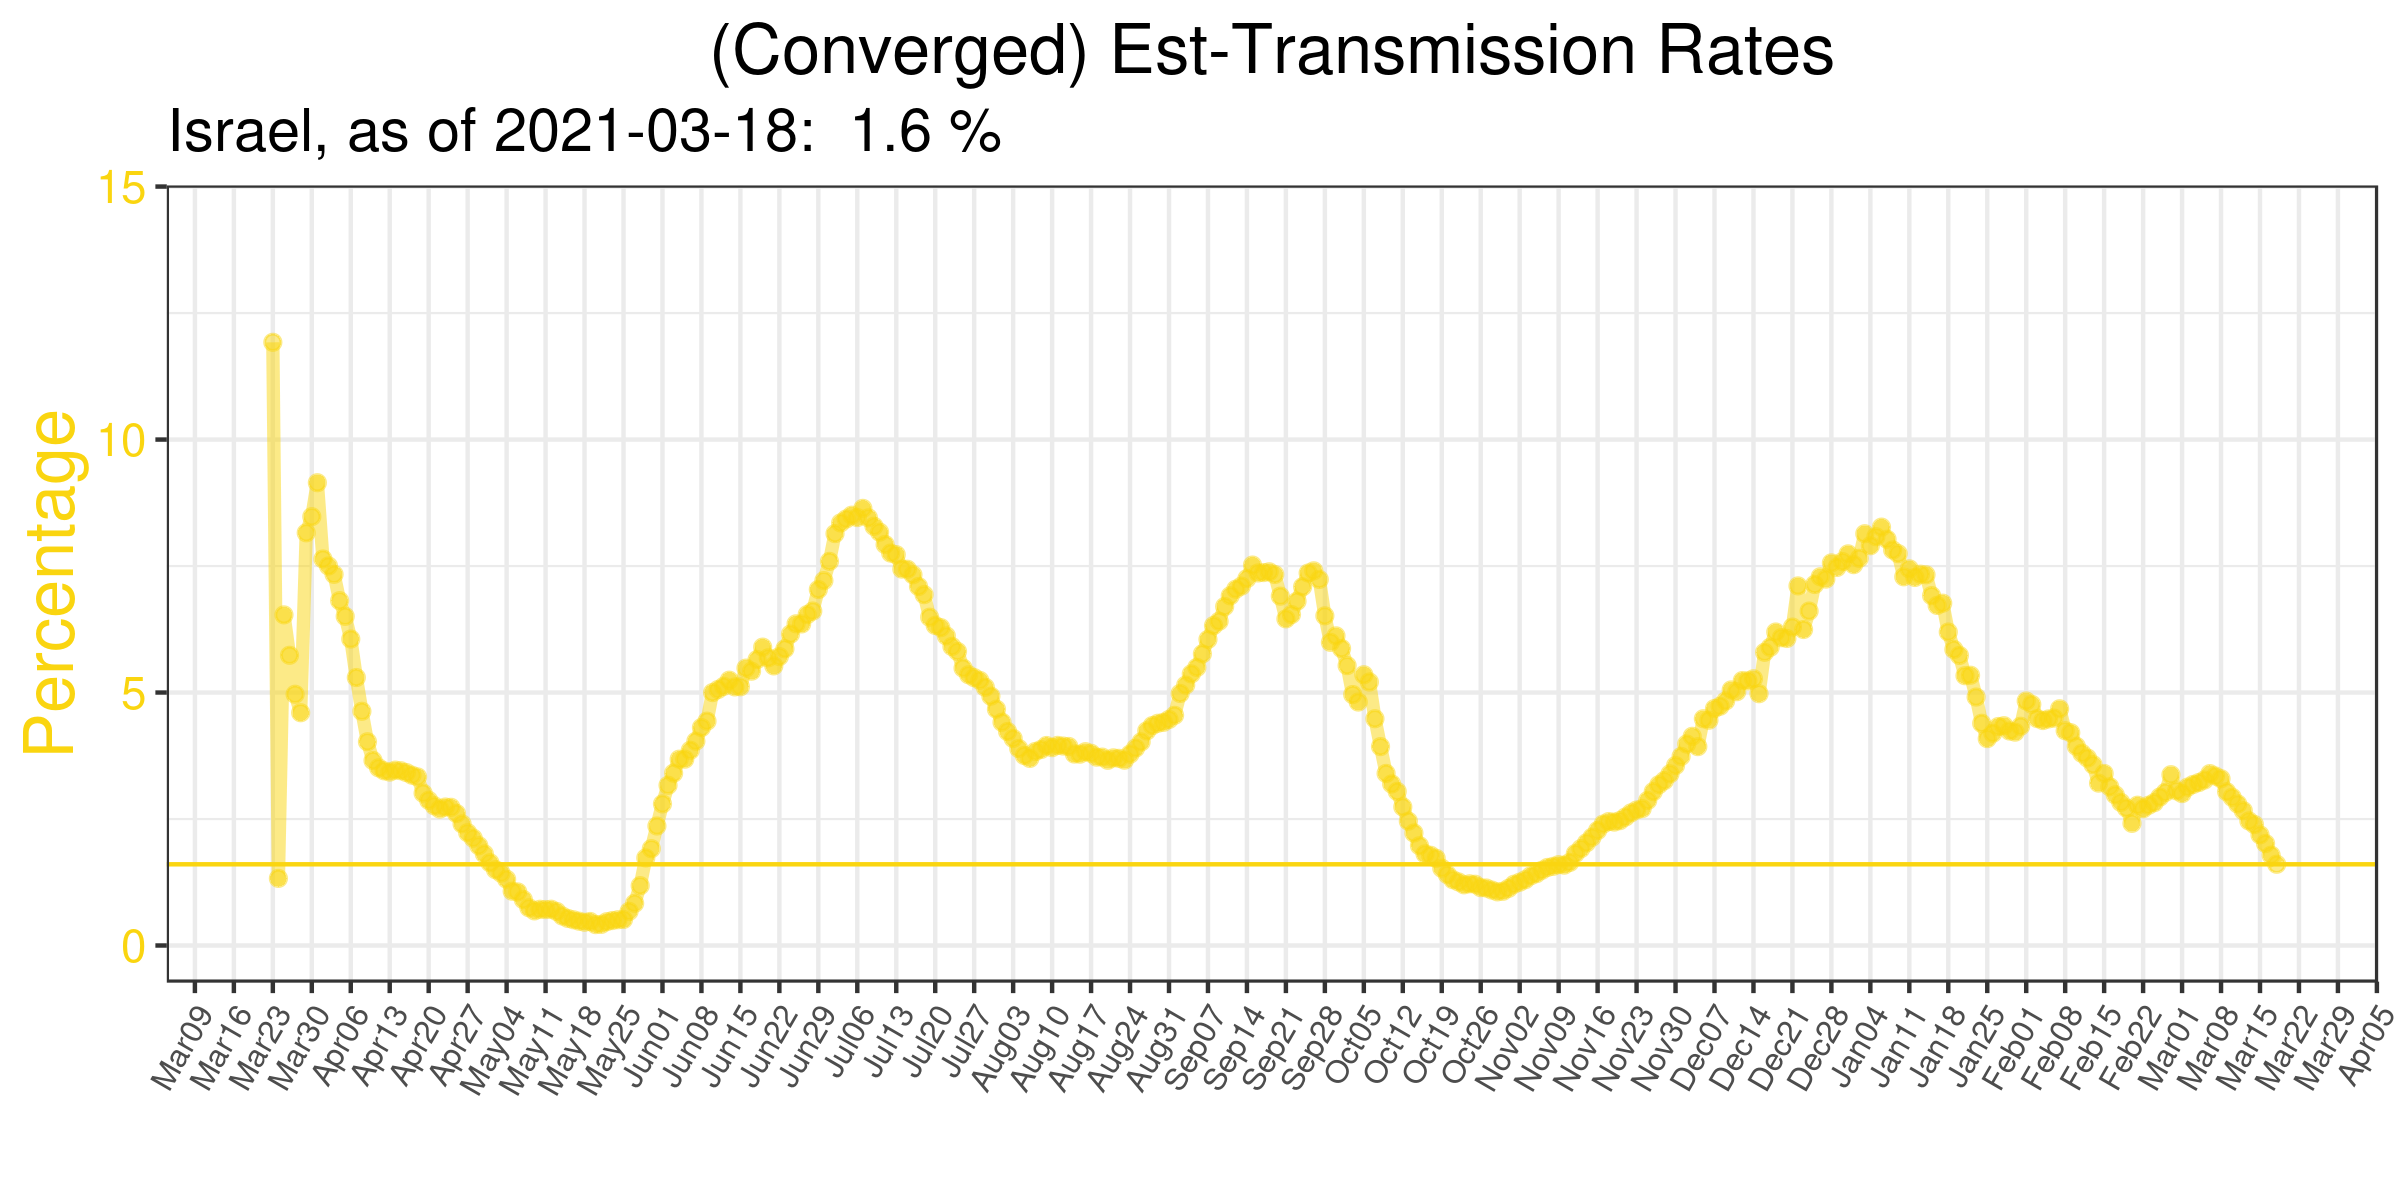 (Converged) Est-Transmission Rates
Israel, as of 2021-03-18:  1.6 %
Percentage
15
10
5
0
Mar09
Mar16
Mar23
Mar30
Apr06
Apr13
Apr20
Apr27
May04
May11
May18
May25
Jun01
Jun08
Jun15
Jun22
Jun29
Jul06
Jul13
Jul20
Jul27
Aug03
Aug10
Aug17
Aug24
Aug31
Sep07
Sep14
Sep21
Sep28
Oct05
Oct12
Oct19
Oct26
Nov02
Nov09
Nov16
Nov23
Nov30
Dec07
Dec14
Dec21
Dec28
Jan04
Jan11
Jan18
Jan25
Feb01
Feb08
Feb15
Feb22
Mar01
Mar08
Mar15
Mar22
Mar29
Apr05